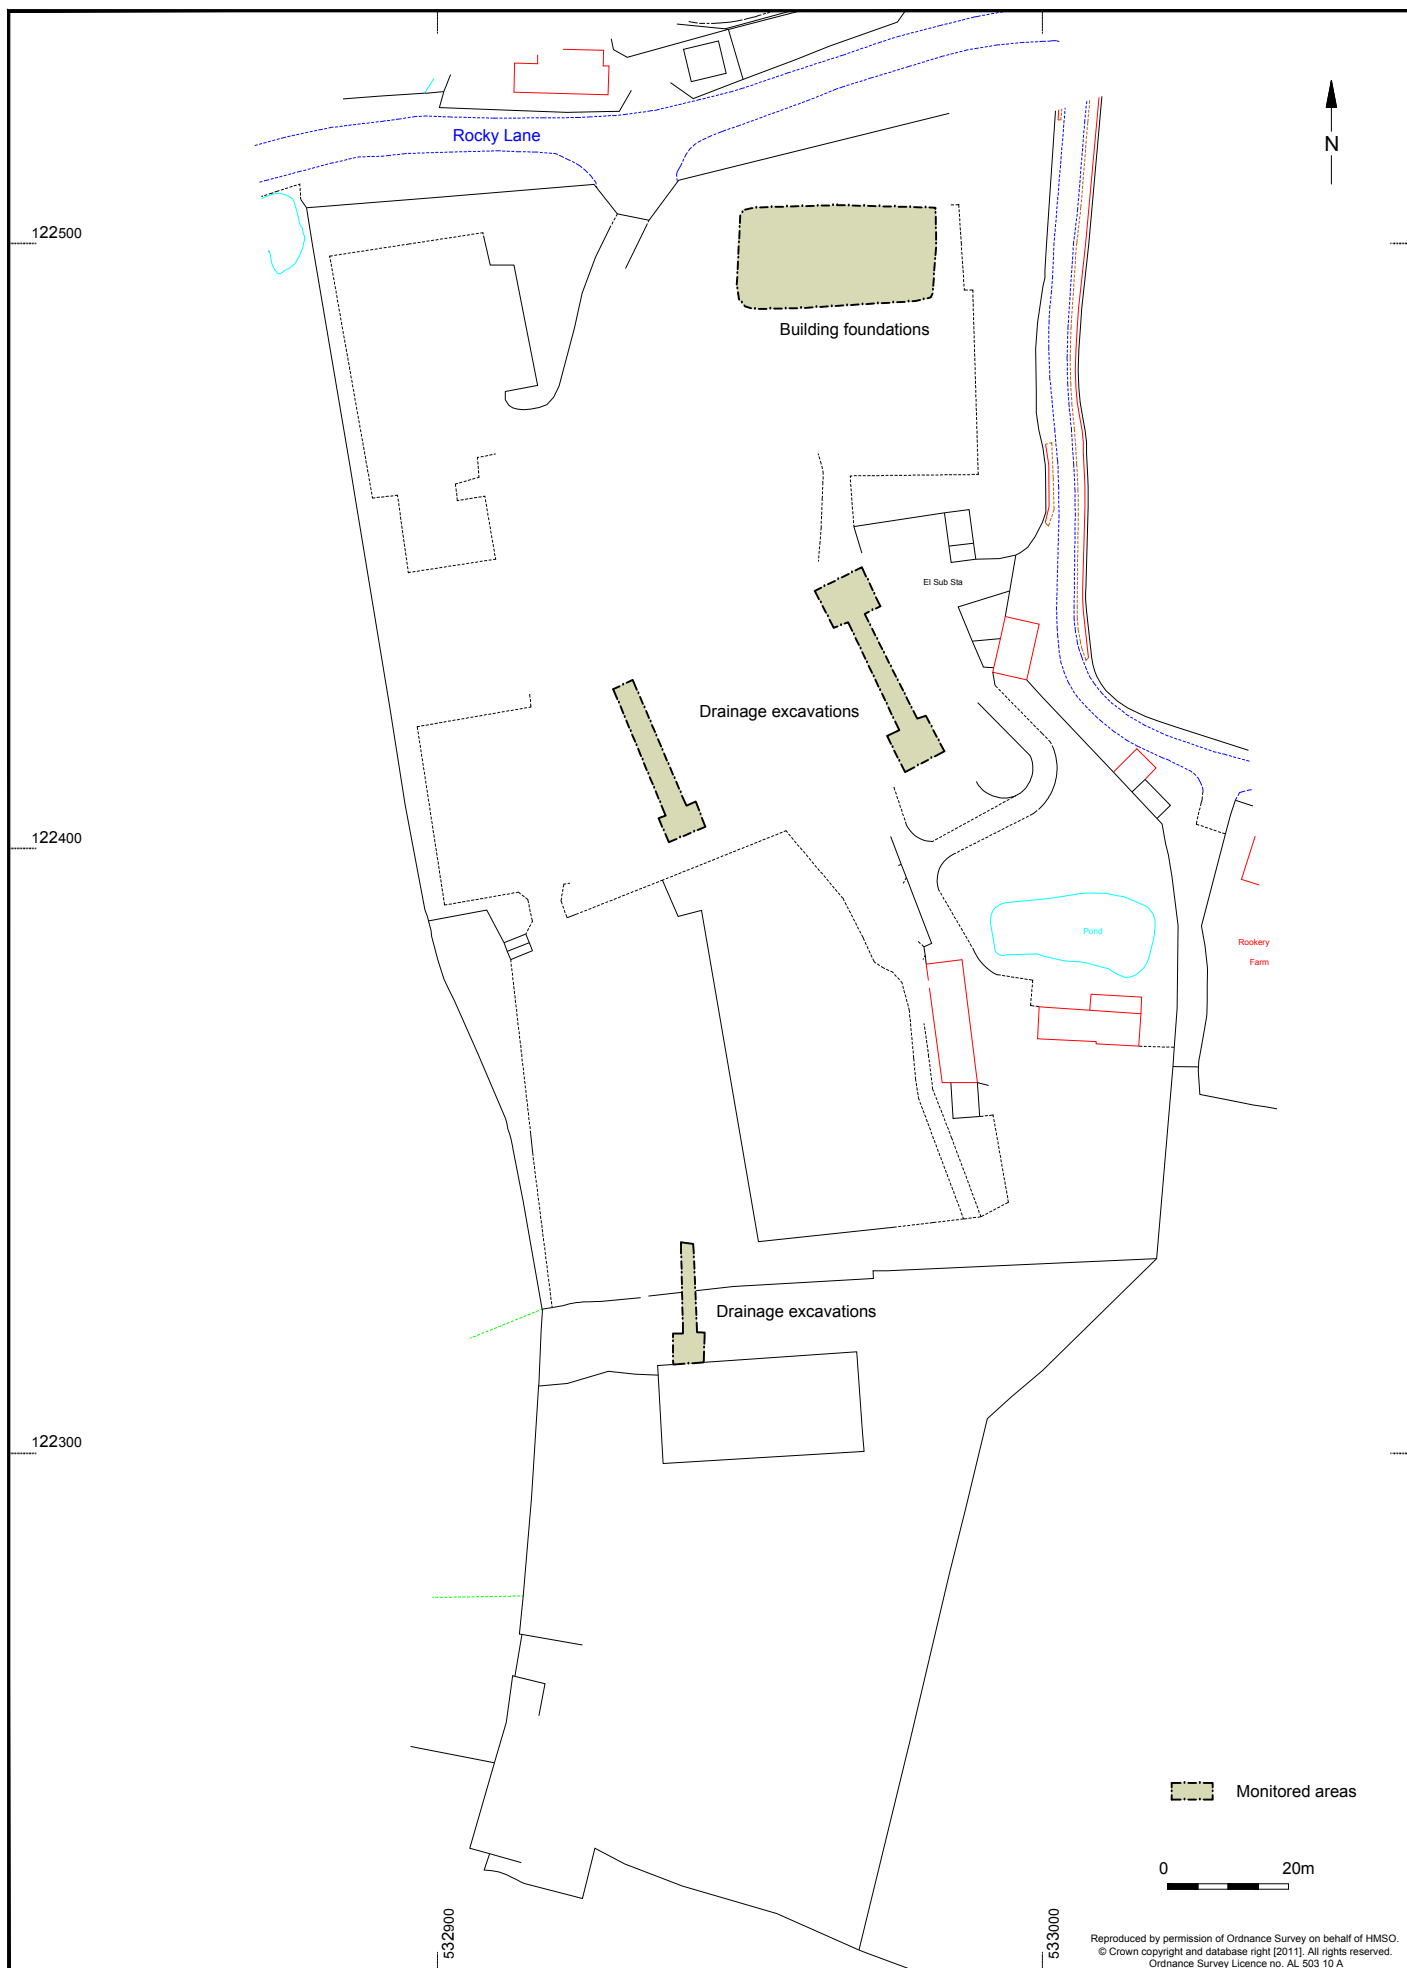 Rocky Lane
N
122500
Building foundations
El Sub Sta
Drainage excavations
122400
Pond
Rookery
Farm
Drainage excavations
122300
Monitored areas
0 20m
532900
533000
Reproduced by permission of Ordnance Survey on behalf of HMSO.
© Crown copyright and database right [2011]. All rights reserved.
Ordnance Survey Licence no. AL 503 10 A